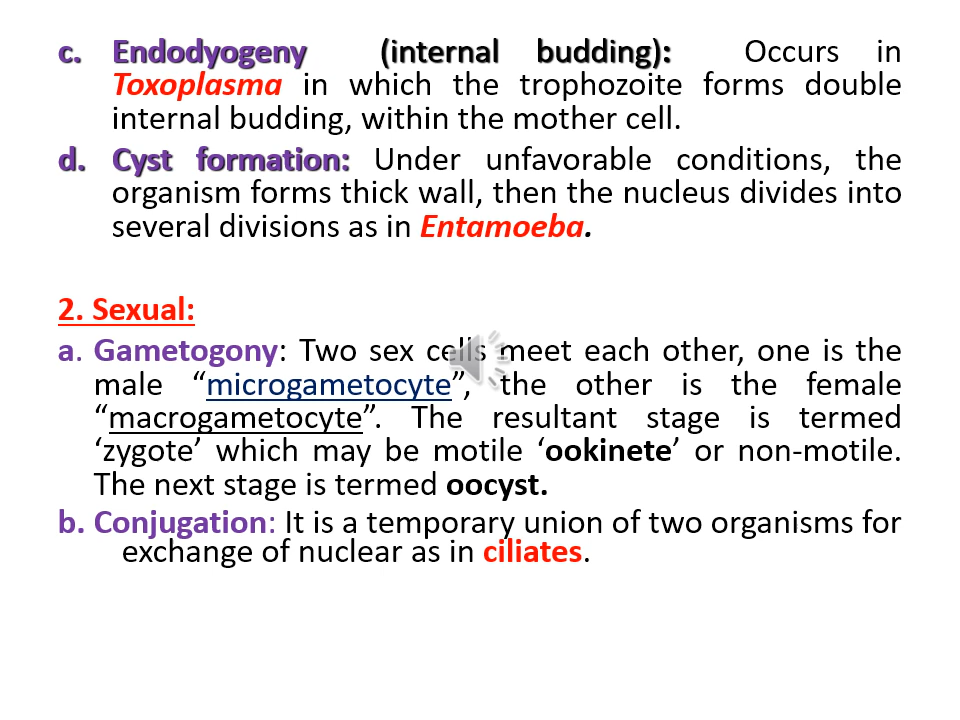 c. Endodyogeny (internal budding): Occurs in
Toxoplasma in which the trophozoite forms double
internal budding, within the mother cell.
d. Cyst formation: Under unfavorable conditions, the
organism forms thick wall, then the nucleus divides into
several divisions as in Entamoeba.
2. Sexual:
a. Gametogony: Two sex cells meet each other, one is the
male “microgametocyte”, the other is the female
“macrogametocyte”. The resultant stage is termed
‘zygote’ which may be motile ‘ookinete’ or non-motile.
The next stage is termed oocyst.
b. Conjugation: It is a temporary union of two organisms for
exchange of nuclear as in ciliates.